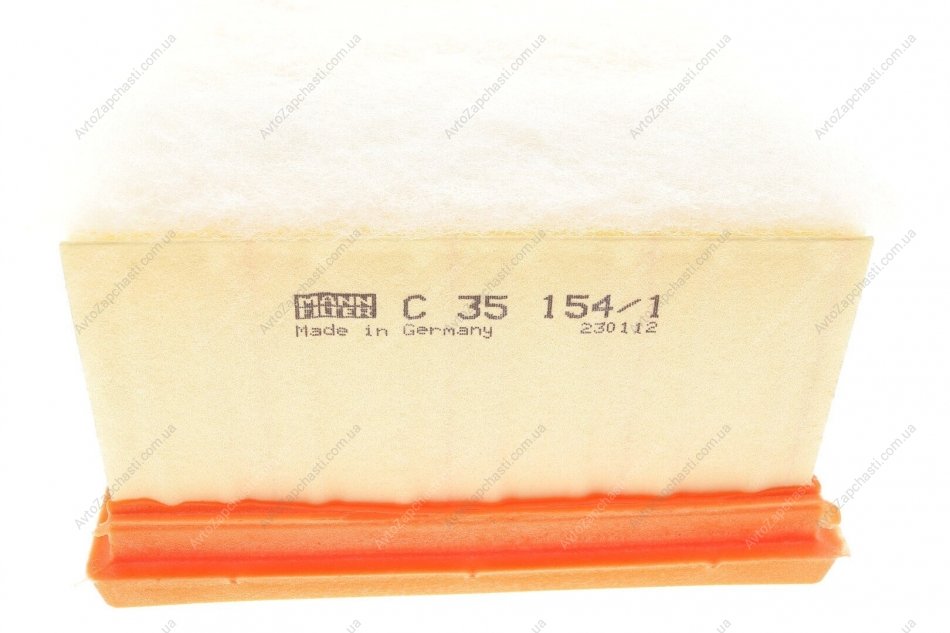 MANN FILTER C 35 154/1
Made in Germany 230112
AvtoZapchasti.com.ua